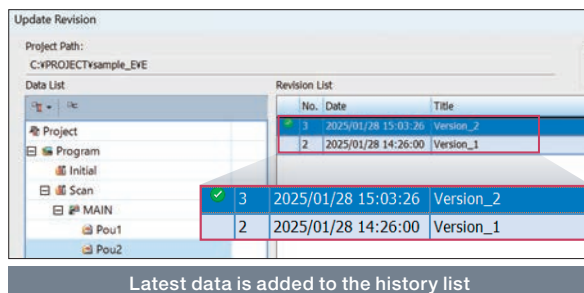 Update Revision
Project Path:
C:¥PROJECT¥sample_E¥E
Data List
Revision List
No. Date Title
3 2025/01/28 15:03:26 Version_2
2 2025/01/28 14:26:00 Version_1
Project
Program
Initial
Scan
MAIN
Pou1
Pou2
3 2025/01/28 15:03:26 Version_2
2 2025/01/28 14:26:00 Version_1
Latest data is added to the history list